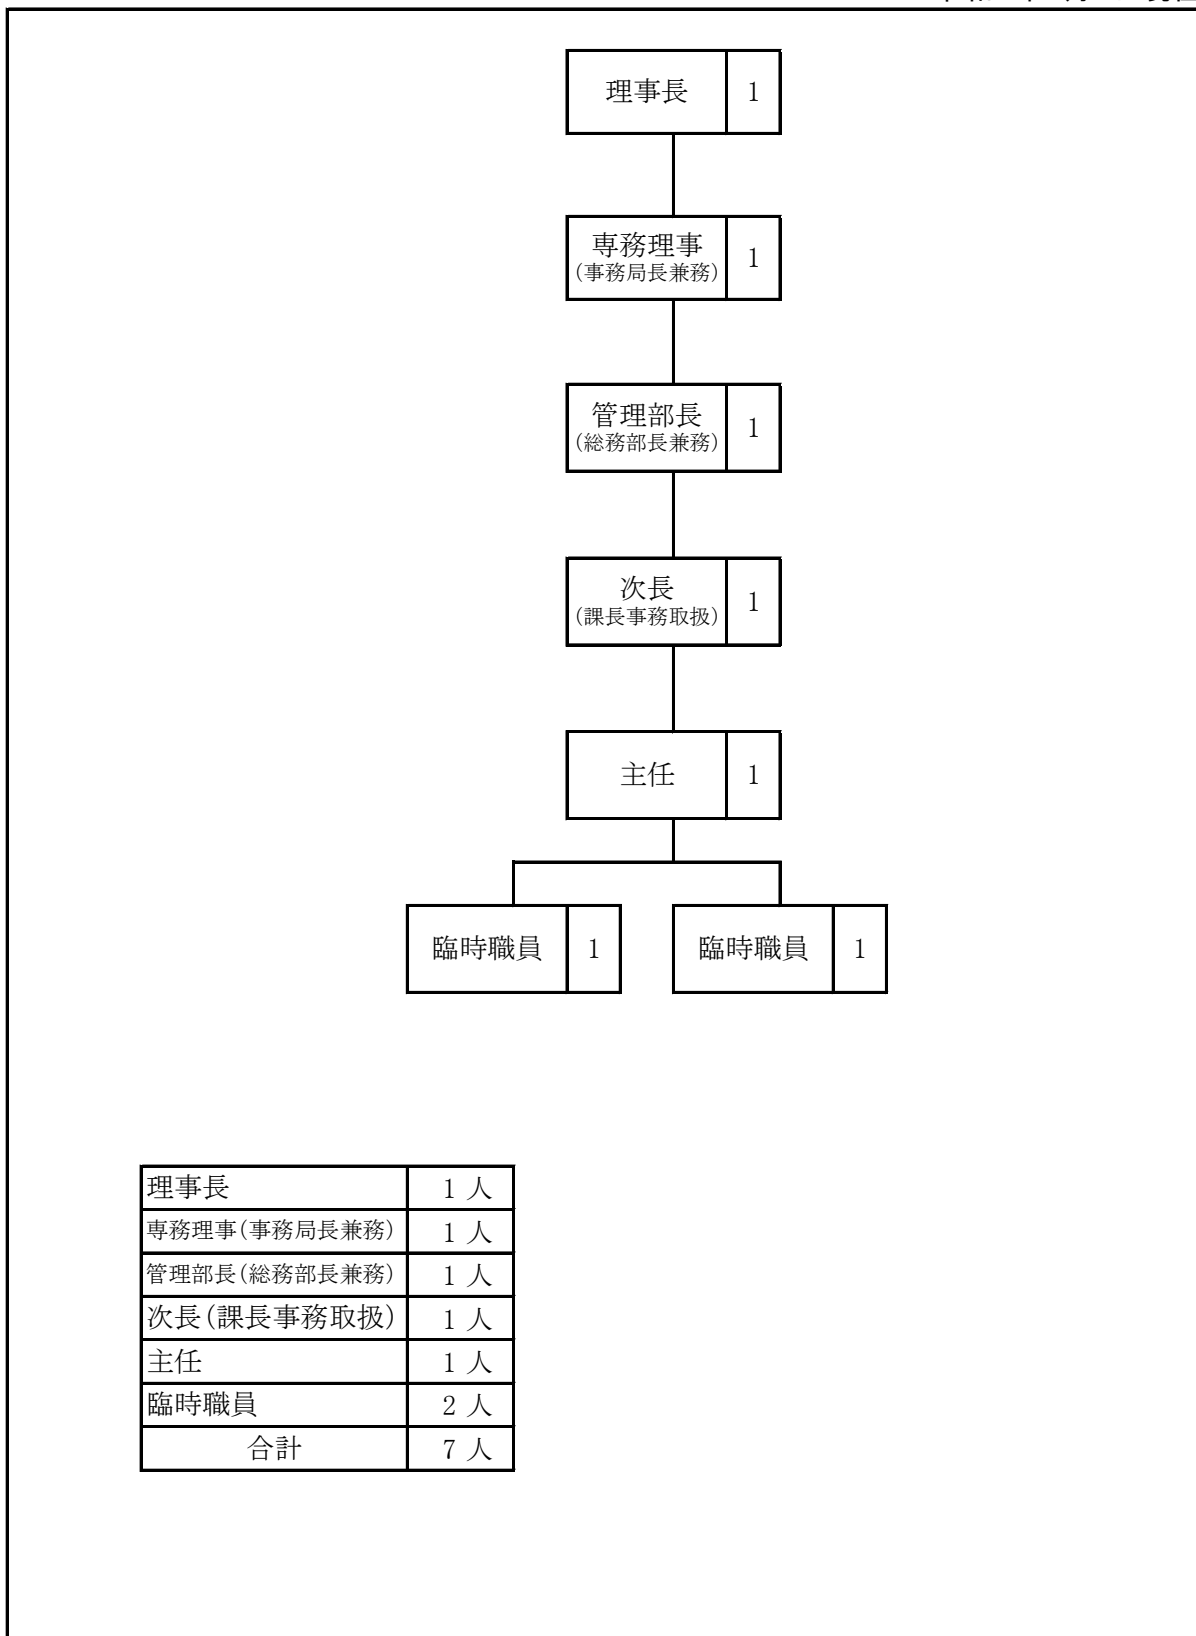 理事長 1
専務理事 1
(事務局長兼務)
管理部長 1
(総務部長兼務)
次長 1
(課長事務取扱)
主任 1
臨時職員 1 臨時職員 1
理事長 1 人
専務理事(事務局長兼務) 1 人
管理部長(総務部長兼務) 1 人
次長(課長事務取扱) 1 人
主任 1 人
臨時職員 2 人
合計 7 人